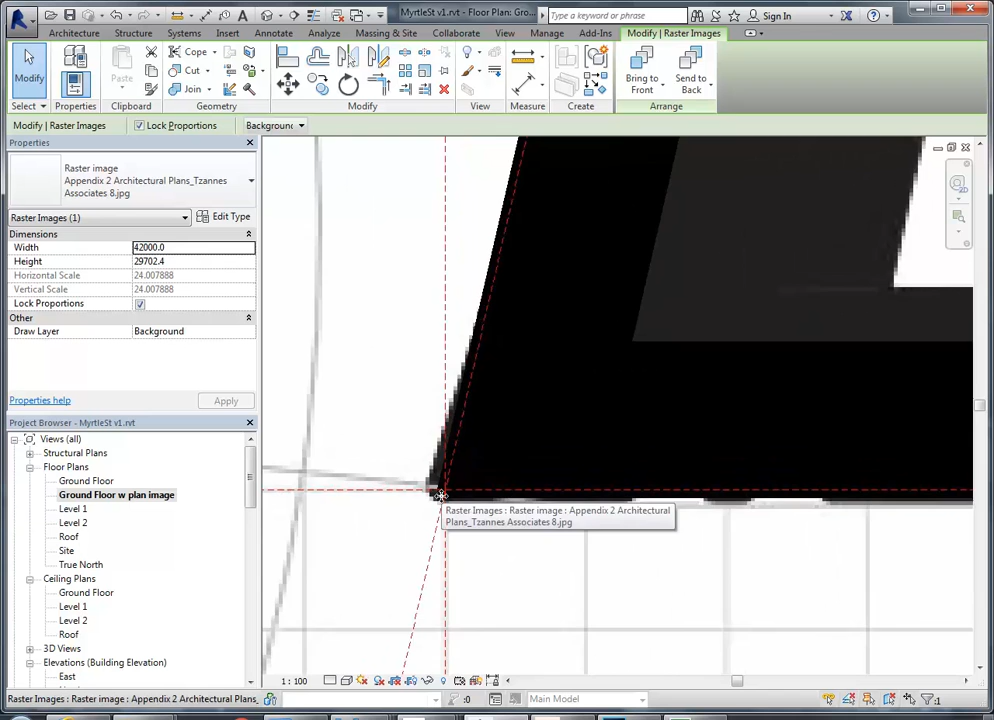 MyrtleSt v1.rvt - Floor Plan: Gro...
Type a keyword or phrase
Sign In
Architecture Structure Systems Insert Annotate Analyze Massing & Site Collaborate View Manage Add-Ins Modify | Raster Images
Modify
Properties
Paste
Cope
Cut
Join
Bring to
Front
Send to
Back
Select Properties Clipboard Geometry Modify View Measure Create Arrange
Modify | Raster Images
Lock Proportions
Background
Properties
Raster image
Appendix 2 Architectural Plans_Tzannes
Associates 8.jpg
Raster Images (1)
Edit Type
Dimensions
Width 42000.0
Height 29702.4
Horizontal Scale 24.007888
Vertical Scale 24.007888
Lock Proportions
Other
Draw Layer Background
Properties help
Apply
Project Browser - MyrtleSt v1.rvt
Views (all)
Structural Plans
Floor Plans
Ground Floor
Ground Floor w plan image
Level 1
Level 2
Roof
Site
True North
Ceiling Plans
Ground Floor
Level 1
Level 2
Roof
3D Views
Elevations (Building Elevation)
East
2D
Raster Images : Raster image : Appendix 2 Architectural
Plans_Tzannes Associates 8.jpg
1 : 100
Raster Images : Raster image : Appendix 2 Architectural Plans_
:0
Main Model
:1